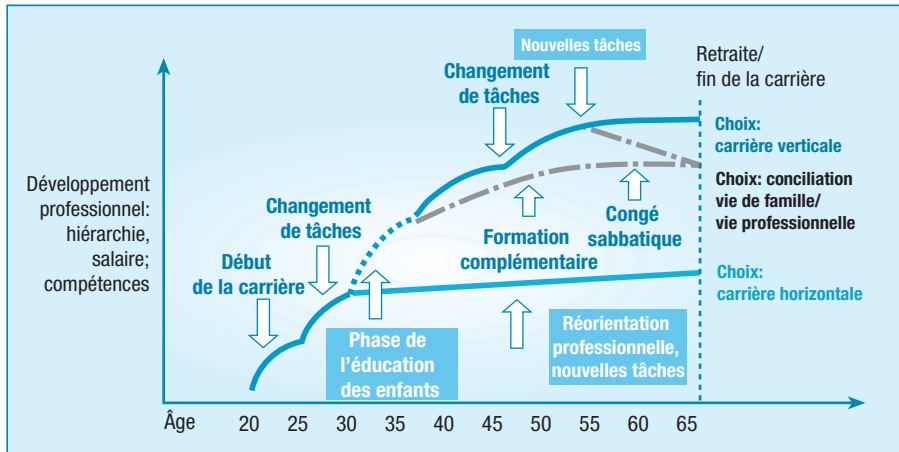 Nouvelles tâches
Retraite/
fin de la carrière
Changement
de tâches
Choix:
carrière verticale
Développement
professionnel:
hiérarchie,
salaire;
compétences
Choix: conciliation
vie de famille/
vie professionnelle
Changement
de tâches
Congé
sabbatique
Formation
complémentaire
Début
de la carrière
Choix:
carrière horizontale
Phase de
l'éducation
des enfants
Réorientation
professionnelle,
nouvelles tâches
Âge 20 25 30 35 40 45 50 55 60 65